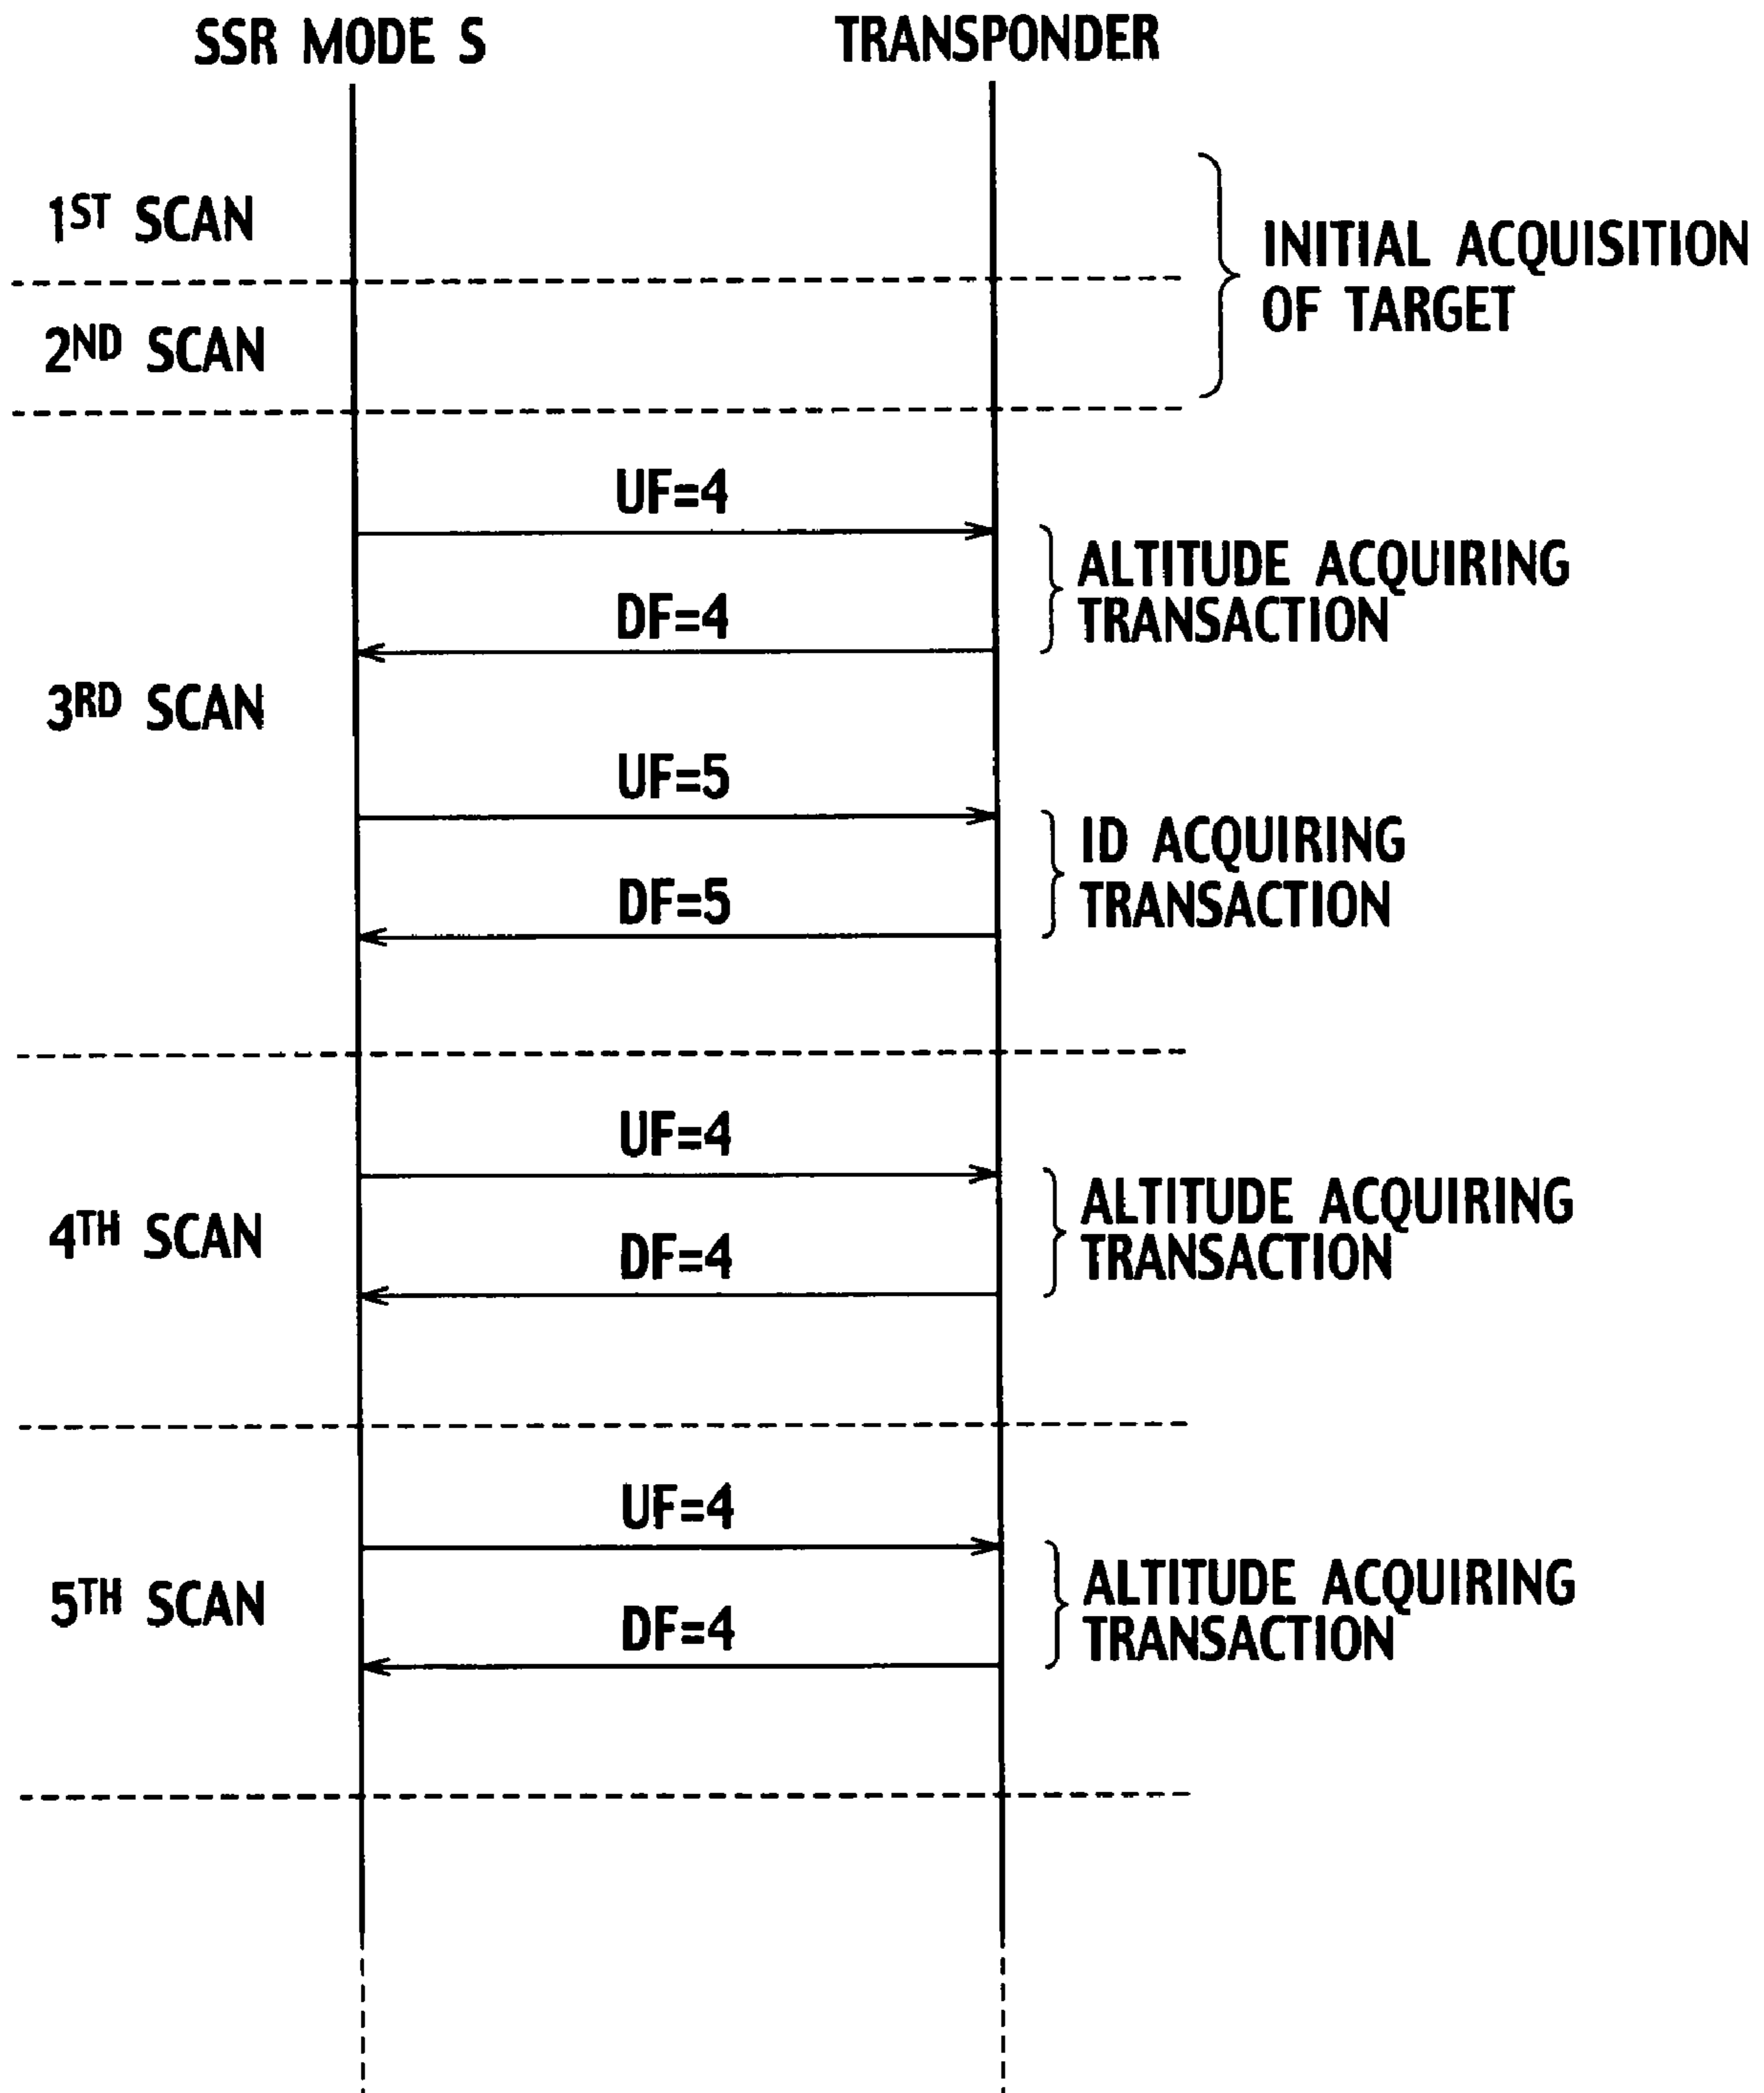 SSR MODE S
TRANSPONDER
1ST SCAN
INITIAL ACQUISITION
OF TARGET
2ND SCAN
UF=4
ALTITUDE ACQUIRING
TRANSACTION
DF=4
3RD SCAN
UF=5
ID ACQUIRING
TRANSACTION
DF=5
UF=4
ALTITUDE ACQUIRING
TRANSACTION
4TH SCAN
DF=4
UF=4
ALTITUDE ACQUIRING
TRANSACTION
5TH SCAN
DF=4